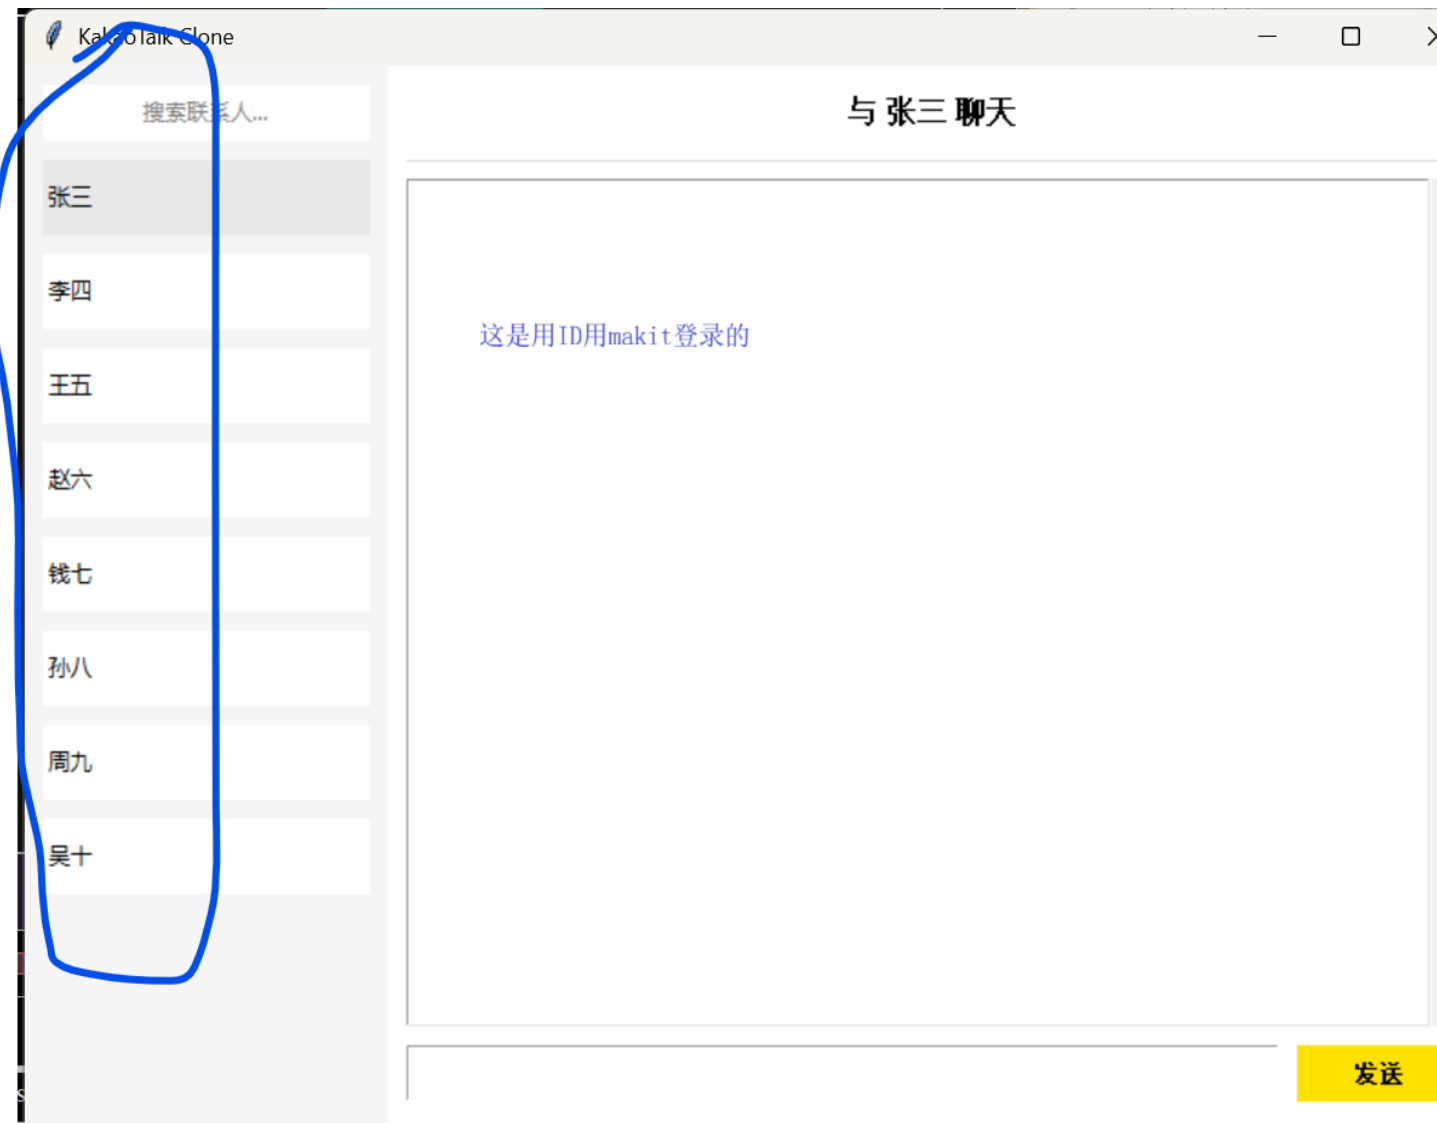 KakaoTalk Clone
搜索联系人...
张三
李四
王五
赵六
钱七
孙八
周九
吴十
与 张三 聊天
这是用ID用makit登录的
发送